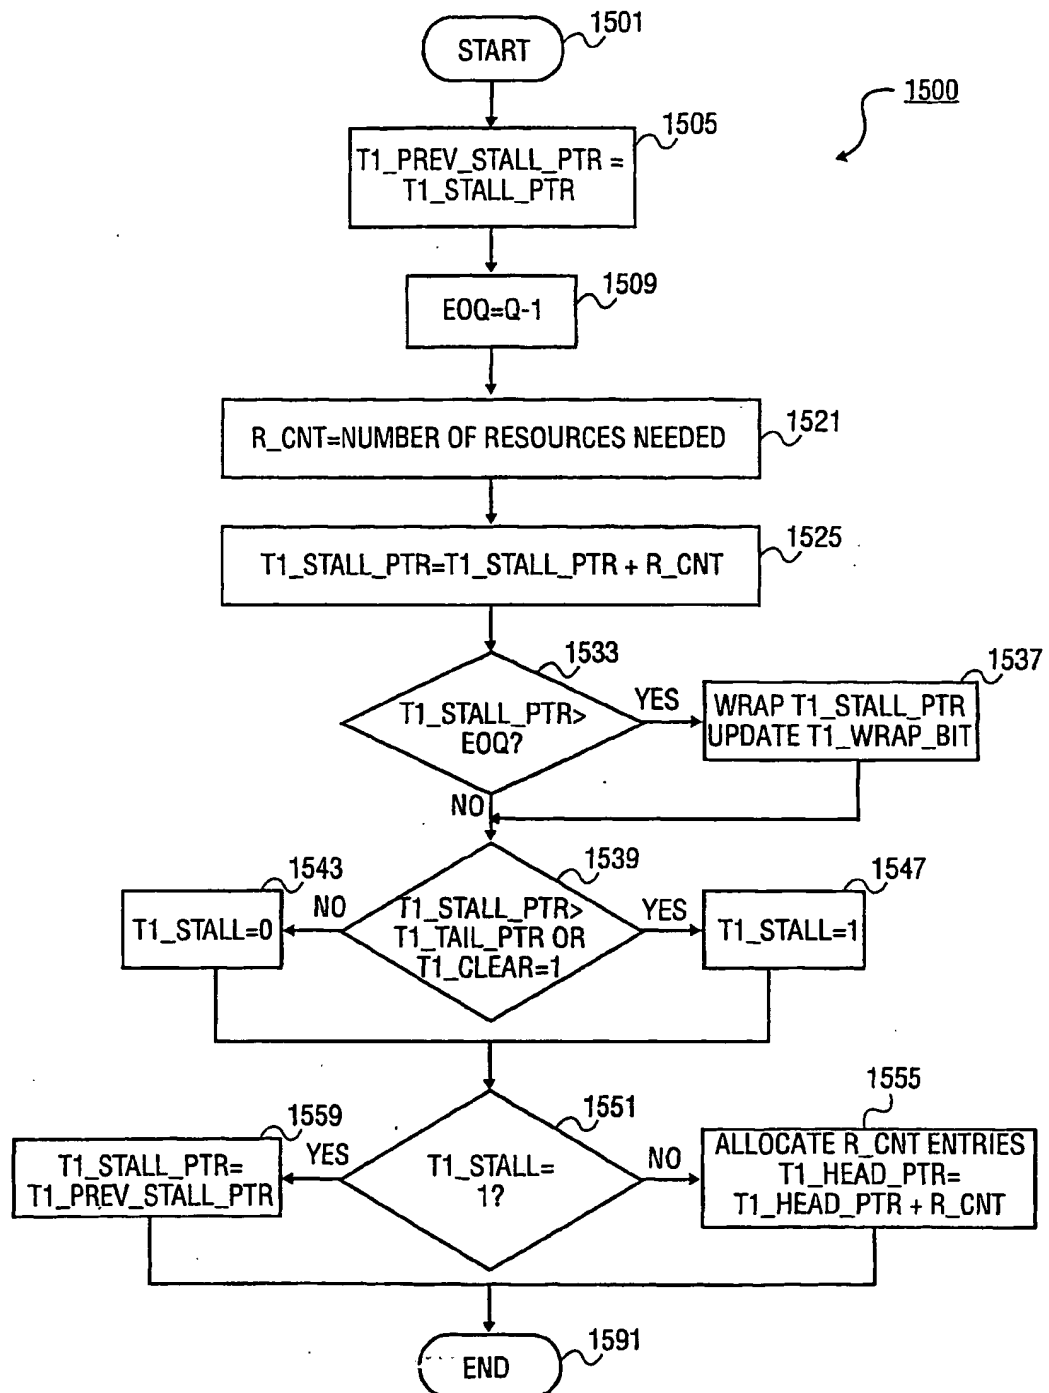 1501
START
1500
1505
T1_PREV_STALL_PTR =
T1_STALL_PTR
1509
EOQ=Q-1
1521
R_CNT=NUMBER OF RESOURCES NEEDED
1525
T1_STALL_PTR=T1_STALL_PTR + R_CNT
1533
T1_STALL_PTR>
EOQ?
YES
1537
WRAP T1_STALL_PTR
UPDATE T1_WRAP_BIT
NO
1539
T1_STALL_PTR>
T1_TAIL_PTR OR
T1_CLEAR=1
NO
1543
T1_STALL=0
YES
1547
T1_STALL=1
1551
T1_STALL=
1?
YES
1559
T1_STALL_PTR=
T1_PREV_STALL_PTR
NO
1555
ALLOCATE R_CNT ENTRIES
T1_HEAD_PTR=
T1_HEAD_PTR + R_CNT
END
1591